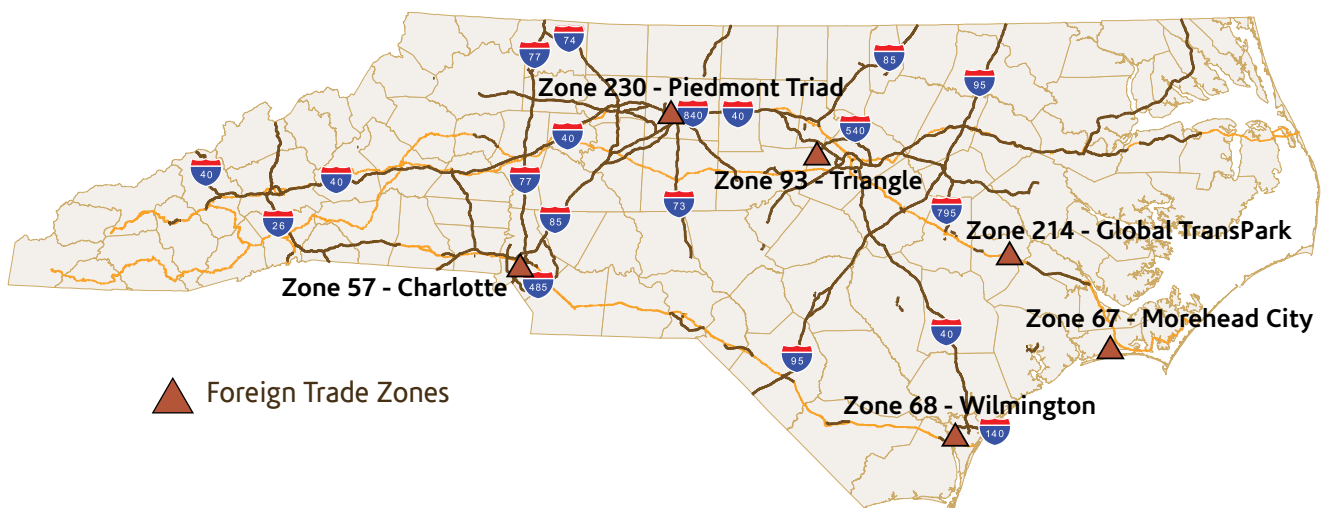 74
77
85
95
Zone 230 - Piedmont Triad
840
40
540
40
40
40
77
Zone 93 - Triangle
73
795
85
26
Zone 214 - Global TransPark
Zone 57 - Charlotte
485
Zone 67 - Morehead City
40
95
Foreign Trade Zones
Zone 68 - Wilmington
140